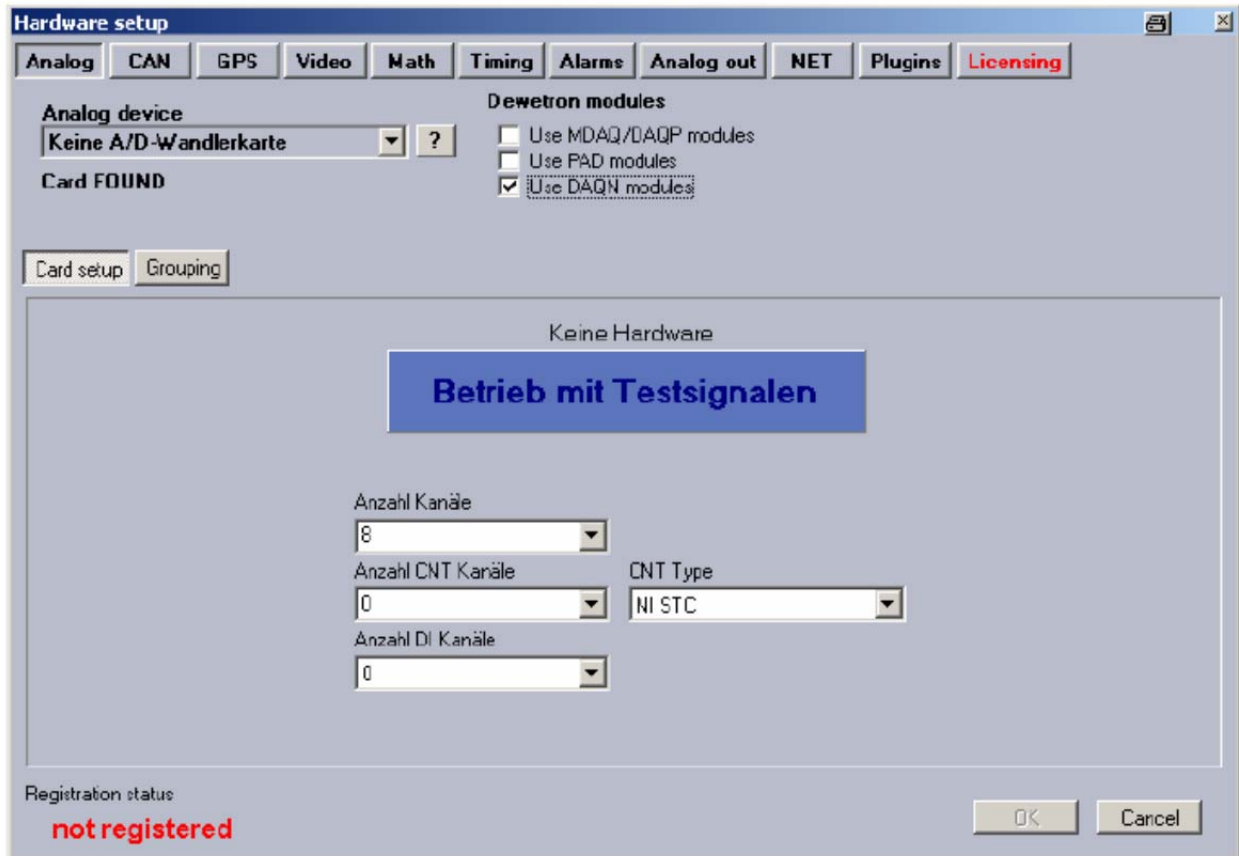 Hardware setup
Analog CAN GPS Video Math Timing Alarms Analog out NET Plugins Licensing
Analog device
Keine A/D-Wandlerkarte ?
Card FOUND
Dewetron modules
Use MDAQ/DAQP modules
Use PAD modules
Use DAQN modules
Card setup Grouping
Keine Hardware
Betrieb mit Testsignalen
Anzahl Kanäle
8
Anzahl CNT Kanäle CNT Type
0 NI STC
Anzahl DI Kanäle
0
Registration status
not registered
OK Cancel